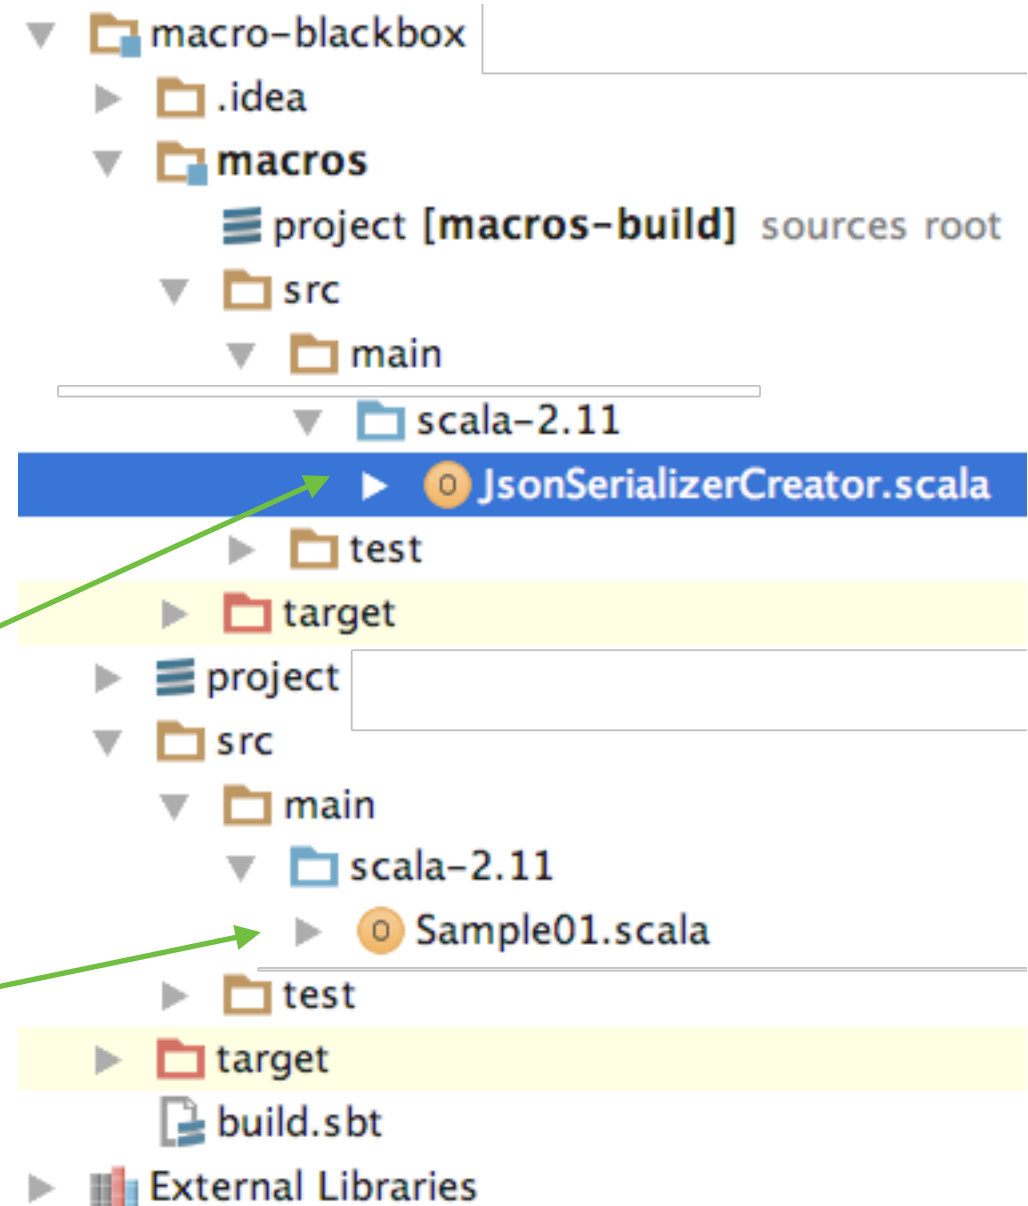 macro-blackbox
.idea
macros
project [macros-build] sources root
src
main
scala-2.11
JsonSerializerCreator.scala
test
target
project
src
main
scala-2.11
Sample01.scala
test
target
build.sbt
External Libraries